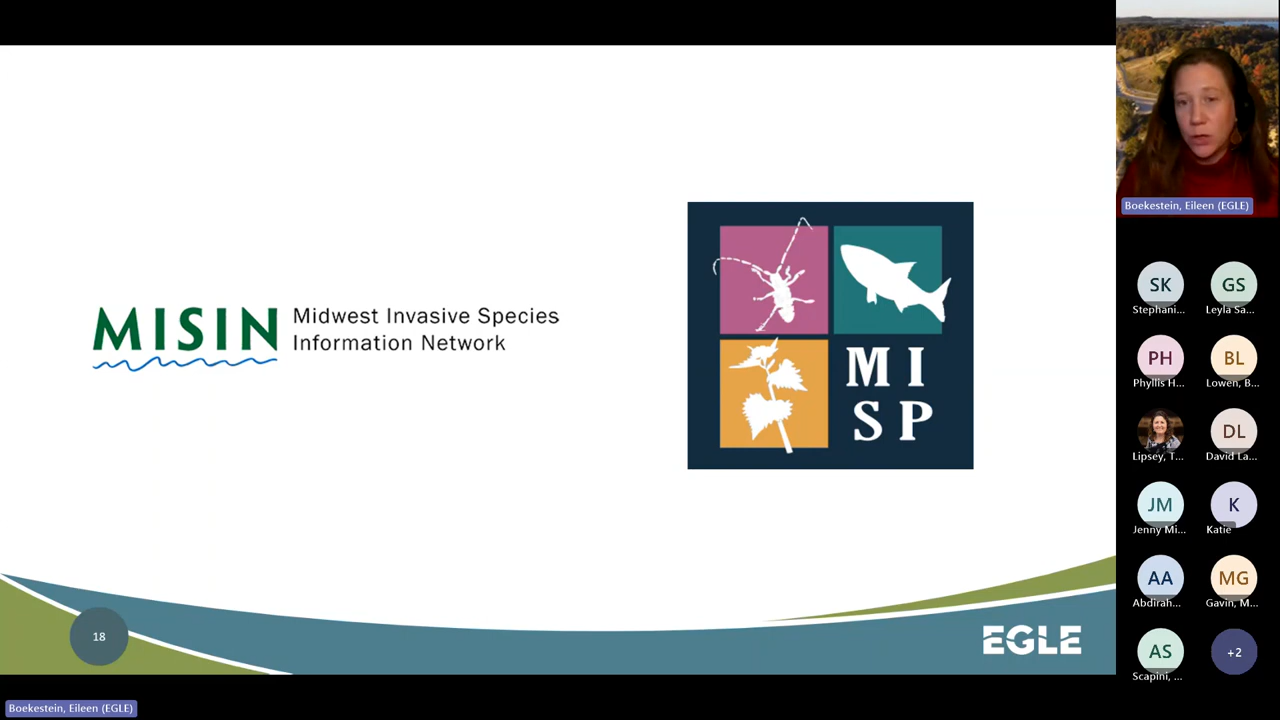 MISIN
Midwest Invasive Species
Information Network
MI
SP
18
EGLE
Boekestein, Eileen (EGLE)
Boekestein, Eileen (EGLE)
SK
Stephani...
GS
Leyla Sa...
PH
Phyllis H...
BL
Lowen, B...
Lipsey, T...
DL
David La...
JM
Jenny Mi...
K
Katie
AA
Abdirah...
MG
Gavin, M...
AS
Scapini, ...
+2